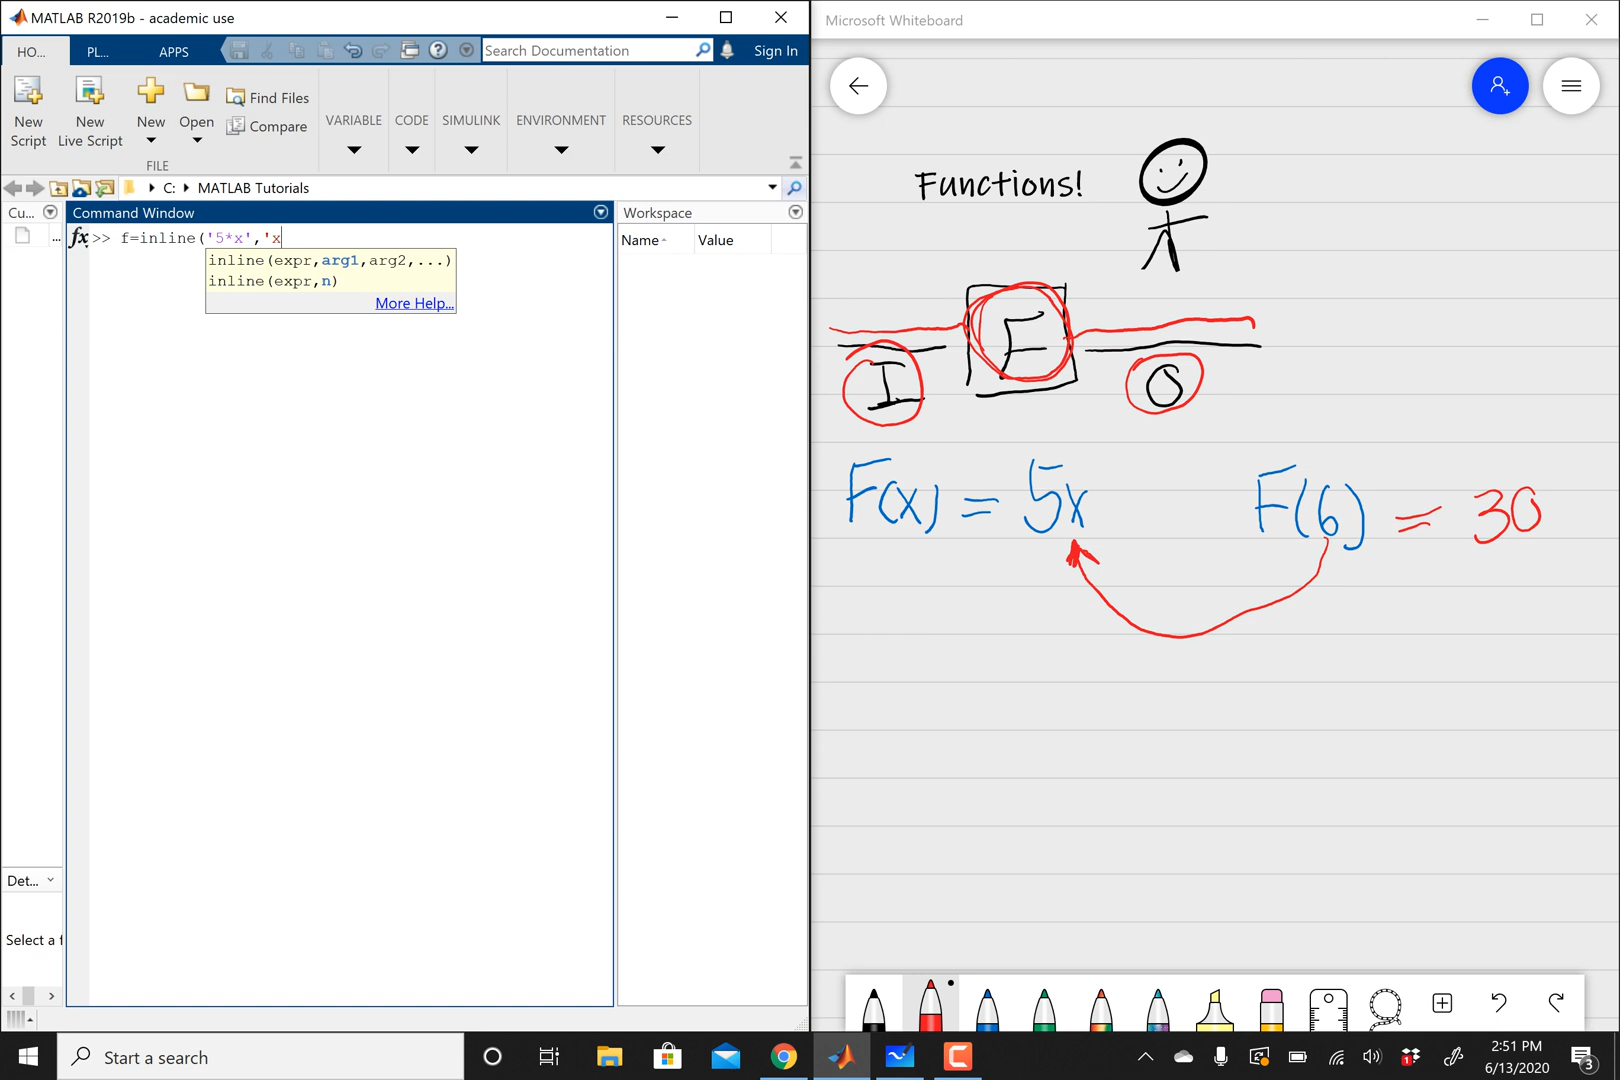 MATLAB R2019b - academic use
HO... PL... APPS
Search Documentation
Sign In
New Script
New Live Script
New
Open
Find Files
Compare
VARIABLE CODE SIMULINK ENVIRONMENT RESOURCES
FILE
C: MATLAB Tutorials
Cu...
Command Window
Workspace
...
fx >> f=inline('5*x','x
Name Value
inline(expr,arg1,arg2,...)
inline(expr,n)
More Help...
Det...
Select a f
Microsoft Whiteboard
Functions!
I F O
F(x) = 5x F(6) = 30
Start a search
1
2:51 PM
6/13/2020
3